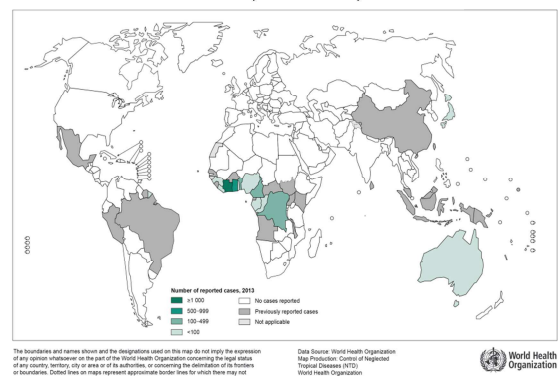 Number of reported cases, 2013
≥1 000
500–999
100–499
<100
No cases reported
Previously reported cases
Not applicable
The boundaries and names shown and the designations used on this map do not imply the expression
of any opinion whatsoever on the part of the World Health Organization concerning the legal status
of any country, territory, city or area or of its authorities, or concerning the delimitation of its frontiers
or boundaries. Dotted lines on maps represent approximate border lines for which there may not
Data Source: World Health Organization
Map Production: Control of Neglected
Tropical Diseases (NTD)
World Health Organization
World Health
Organization